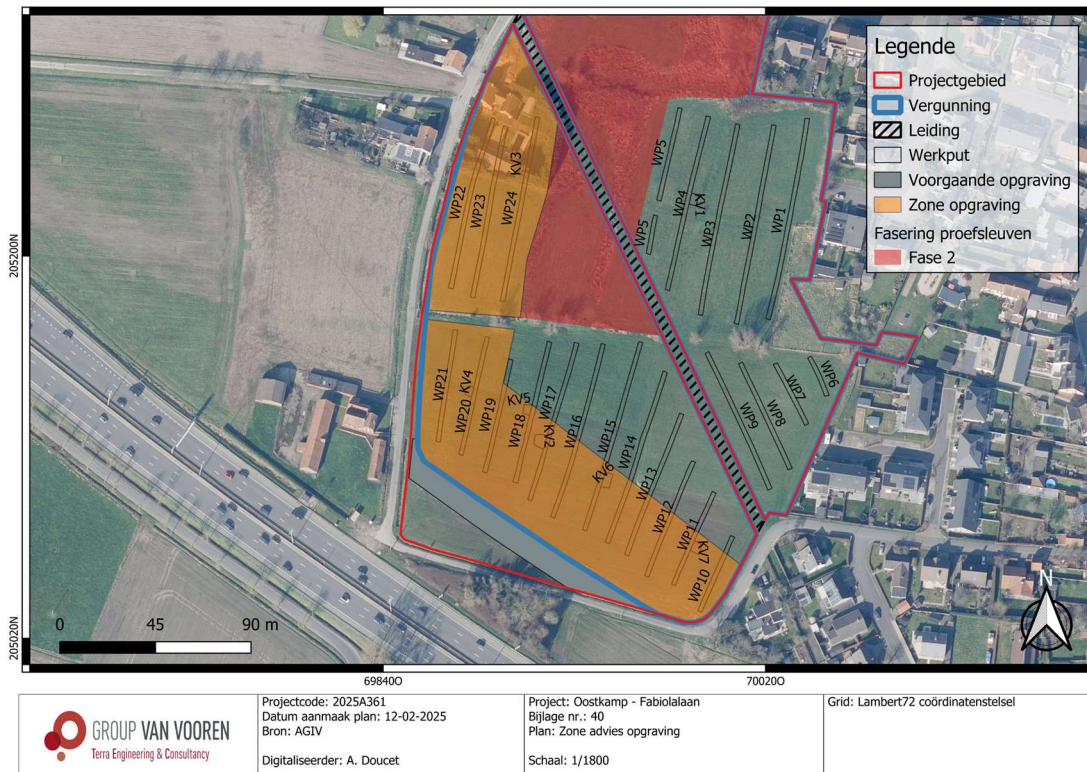 Legende
Projectgebied
Vergunning
Leiding
Werkput
Voorgaande opgraving
Zone opgraving
Fasering proefsleuven
Fase 2
WP5
WP4
KV1
WP3
WP2
WP1
WP5
KV3
WP22
WP23
WP24
WP21
WP20
KV4
WP19
WP18
KV5
WP17
KV2
WP16
WP15
KV6
WP14
WP13
WP12
WP11
KV7
WP10
WP9
WP8
WP7
WP6
205200N
205020N
0 45 90 m
N
69840O
70020O
GROUP VAN VOOREN
Terra Engineering & Consultancy
Projectcode: 2025A361
Datum aanmaak plan: 12-02-2025
Bron: AGIV
Digitaliseerder: A. Doucet
Project: Oostkamp - Fabiolalaan
Bijlage nr.: 40
Plan: Zone advies opgraving
Schaal: 1/1800
Grid: Lambert72 coördinatenstelsel